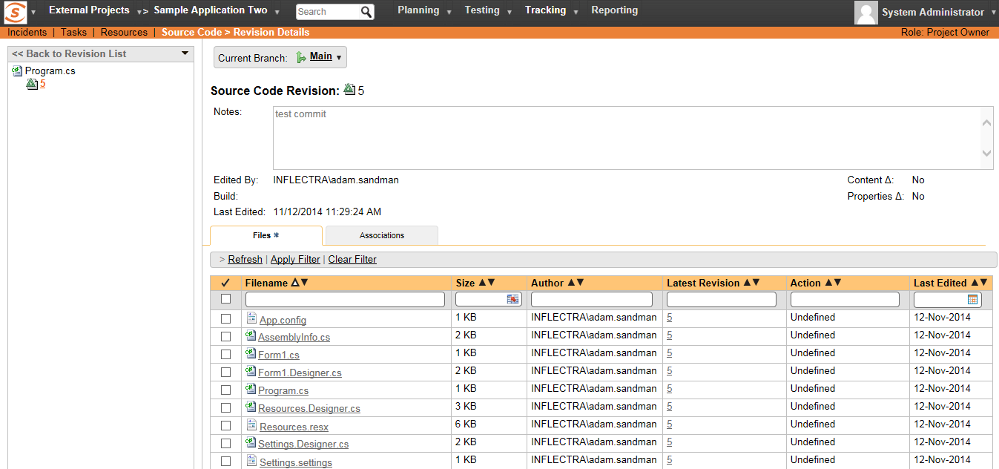 External Projects > Sample Application Two Search Planning Testing Tracking Reporting System Administrator
Incidents | Tasks | Resources | Source Code > Revision Details Role: Project Owner
<< Back to Revision List
Program.cs
5
Current Branch: Main
Source Code Revision: 5
Notes: test commit
Edited By: INFLECTRA\adam.sandman Content Δ: No
Build: Properties Δ: No
Last Edited: 11/12/2014 11:29:24 AM
Files * Associations
> Refresh | Apply Filter | Clear Filter
Filename Size Author Latest Revision Action Last Edited
App.config 1 KB INFLECTRA\adam.sandman 5 Undefined 12-Nov-2014
AssemblyInfo.cs 2 KB INFLECTRA\adam.sandman 5 Undefined 12-Nov-2014
Form1.cs 1 KB INFLECTRA\adam.sandman 5 Undefined 12-Nov-2014
Form1.Designer.cs 2 KB INFLECTRA\adam.sandman 5 Undefined 12-Nov-2014
Program.cs 1 KB INFLECTRA\adam.sandman 5 Undefined 12-Nov-2014
Resources.Designer.cs 3 KB INFLECTRA\adam.sandman 5 Undefined 12-Nov-2014
Resources.resx 6 KB INFLECTRA\adam.sandman 5 Undefined 12-Nov-2014
Settings.Designer.cs 2 KB INFLECTRA\adam.sandman 5 Undefined 12-Nov-2014
Settings.settings 1 KB INFLECTRA\adam.sandman 5 Undefined 12-Nov-2014